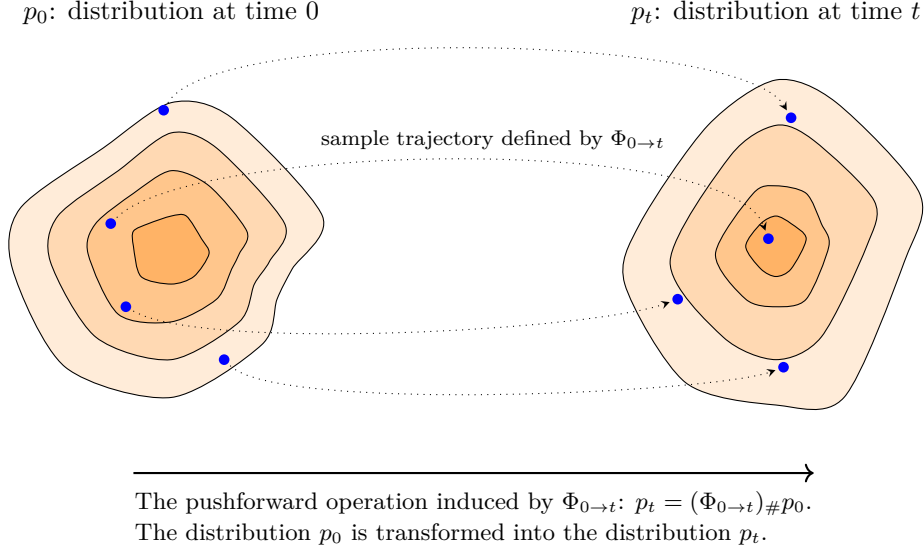 p₀: distribution at time 0
pₜ: distribution at time t
sample trajectory defined by Φ₀→ₜ
The pushforward operation induced by Φ₀→ₜ: pₜ = (Φ₀→ₜ)#p₀.
The distribution p₀ is transformed into the distribution pₜ.